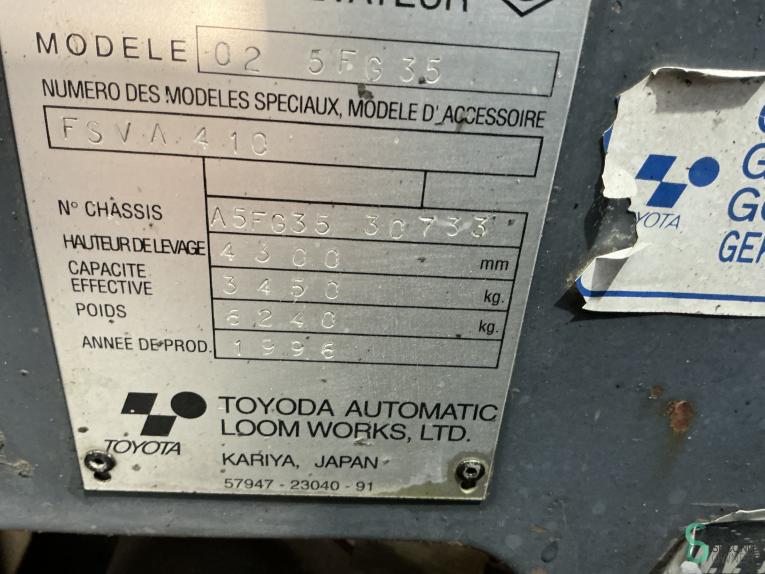 MODELE 02 5FG35
NUMERO DES MODELES SPECIAUX, MODELE D'ACCESSOIRE
FSVA 410
N° CHASSIS A5FG35 30733
HAUTEUR DE LEVAGE 4300 mm
CAPACITE EFFECTIVE 3450 kg.
POIDS 6240 kg.
ANNEE DE PROD. 1996
TOYOTA
TOYODA AUTOMATIC
LOOM WORKS, LTD.
KARIYA, JAPAN
57947 - 23040 - 91